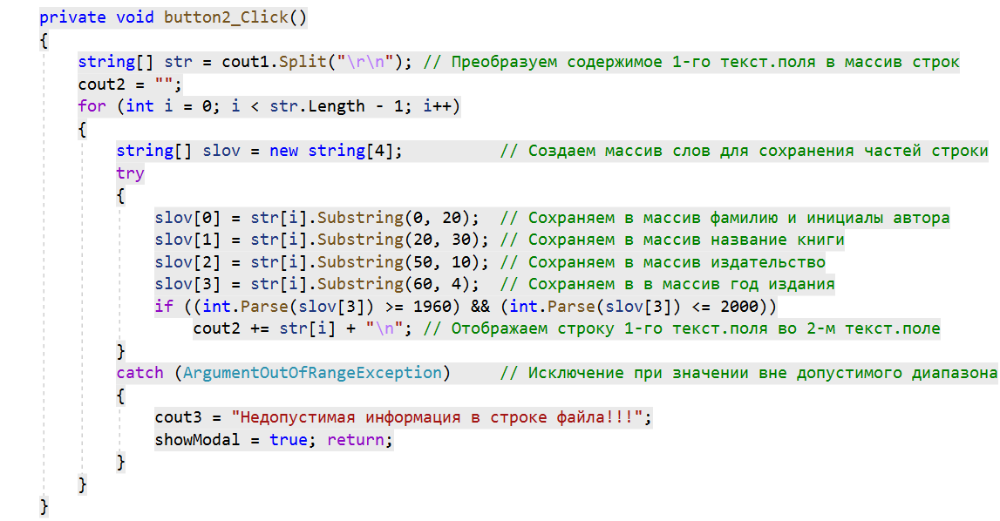 private void button2_Click()
{
    string[] str = cout1.Split("\r\n"); // Преобразуем содержимое 1-го текст.поля в массив строк
    cout2 = "";
    for (int i = 0; i < str.Length - 1; i++)
    {
        string[] slov = new string[4];          // Создаем массив слов для сохранения частей строки
        try
        {
            slov[0] = str[i].Substring(0, 20);  // Сохраняем в массив фамилию и инициалы автора
            slov[1] = str[i].Substring(20, 30); // Сохраняем в массив название книги
            slov[2] = str[i].Substring(50, 10); // Сохраняем в массив издательство
            slov[3] = str[i].Substring(60, 4);  // Сохраняем в в массив год издания
            if ((int.Parse(slov[3]) >= 1960) && (int.Parse(slov[3]) <= 2000))
                cout2 += str[i] + "\n"; // Отображаем строку 1-го текст.поля во 2-м текст.поле
        }
        catch (ArgumentOutOfRangeException)     // Исключение при значении вне допустимого диапазона
        {
            cout3 = "Недопустимая информация в строке файла!!!";
            showModal = true; return;
        }
    }
}